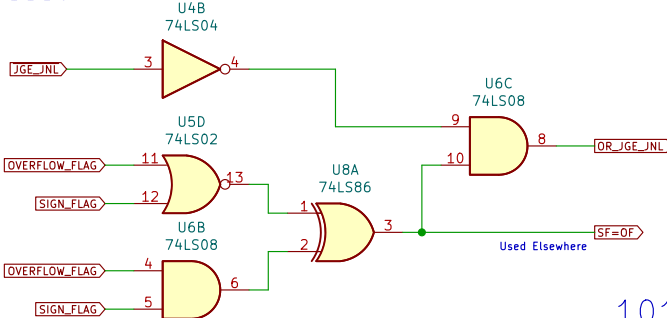 U4B
74LS04
JGE_JNL
3
4
U6C
74LS08
9
10
8
OR_JGE_JNL
U5D
74LS02
OVERFLOW_FLAG
11
12
13
SIGN_FLAG
U8A
74LS86
1
2
3
SF=OF
Used Elsewhere
U6B
74LS08
OVERFLOW_FLAG
4
5
6
SIGN_FLAG